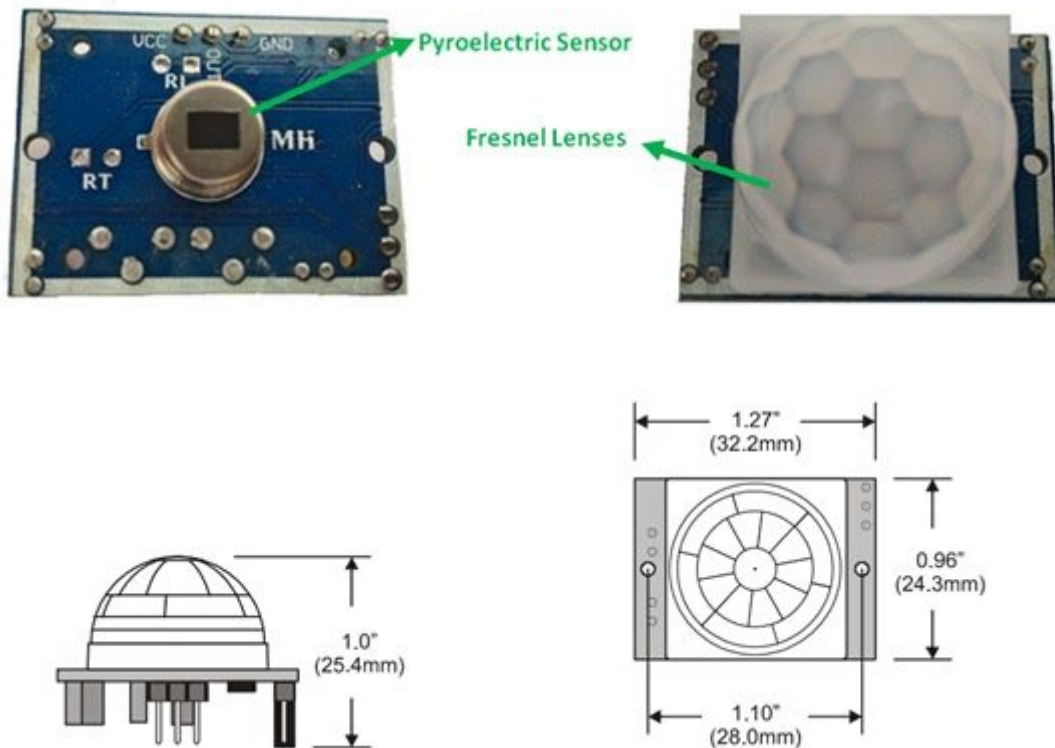 VCC
OUT
GND
RL
MH
RT
Pyroelectric Sensor
Fresnel Lenses
1.27"
(32.2mm)
1.0"
(25.4mm)
0.96"
(24.3mm)
1.10"
(28.0mm)